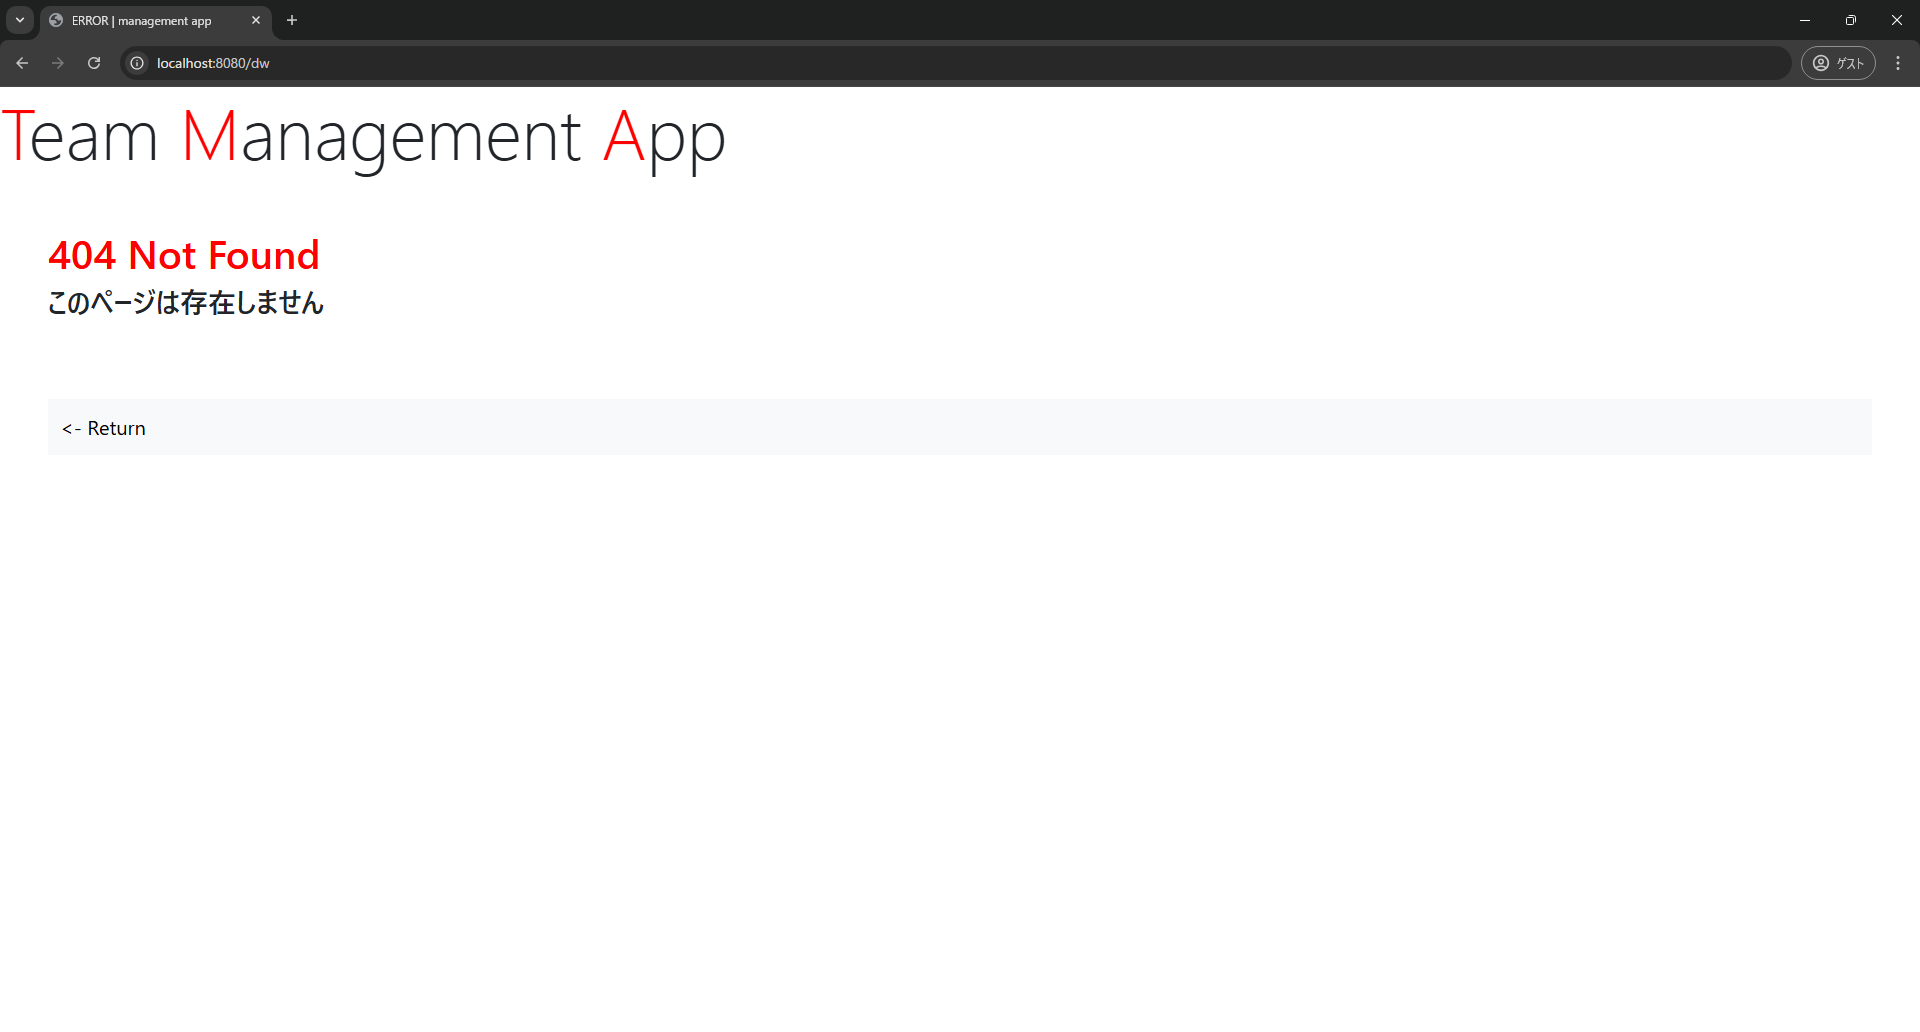 ERROR | management app
localhost:8080/dw
ゲスト
Team Management App
404 Not Found
このページは存在しません
<- Return